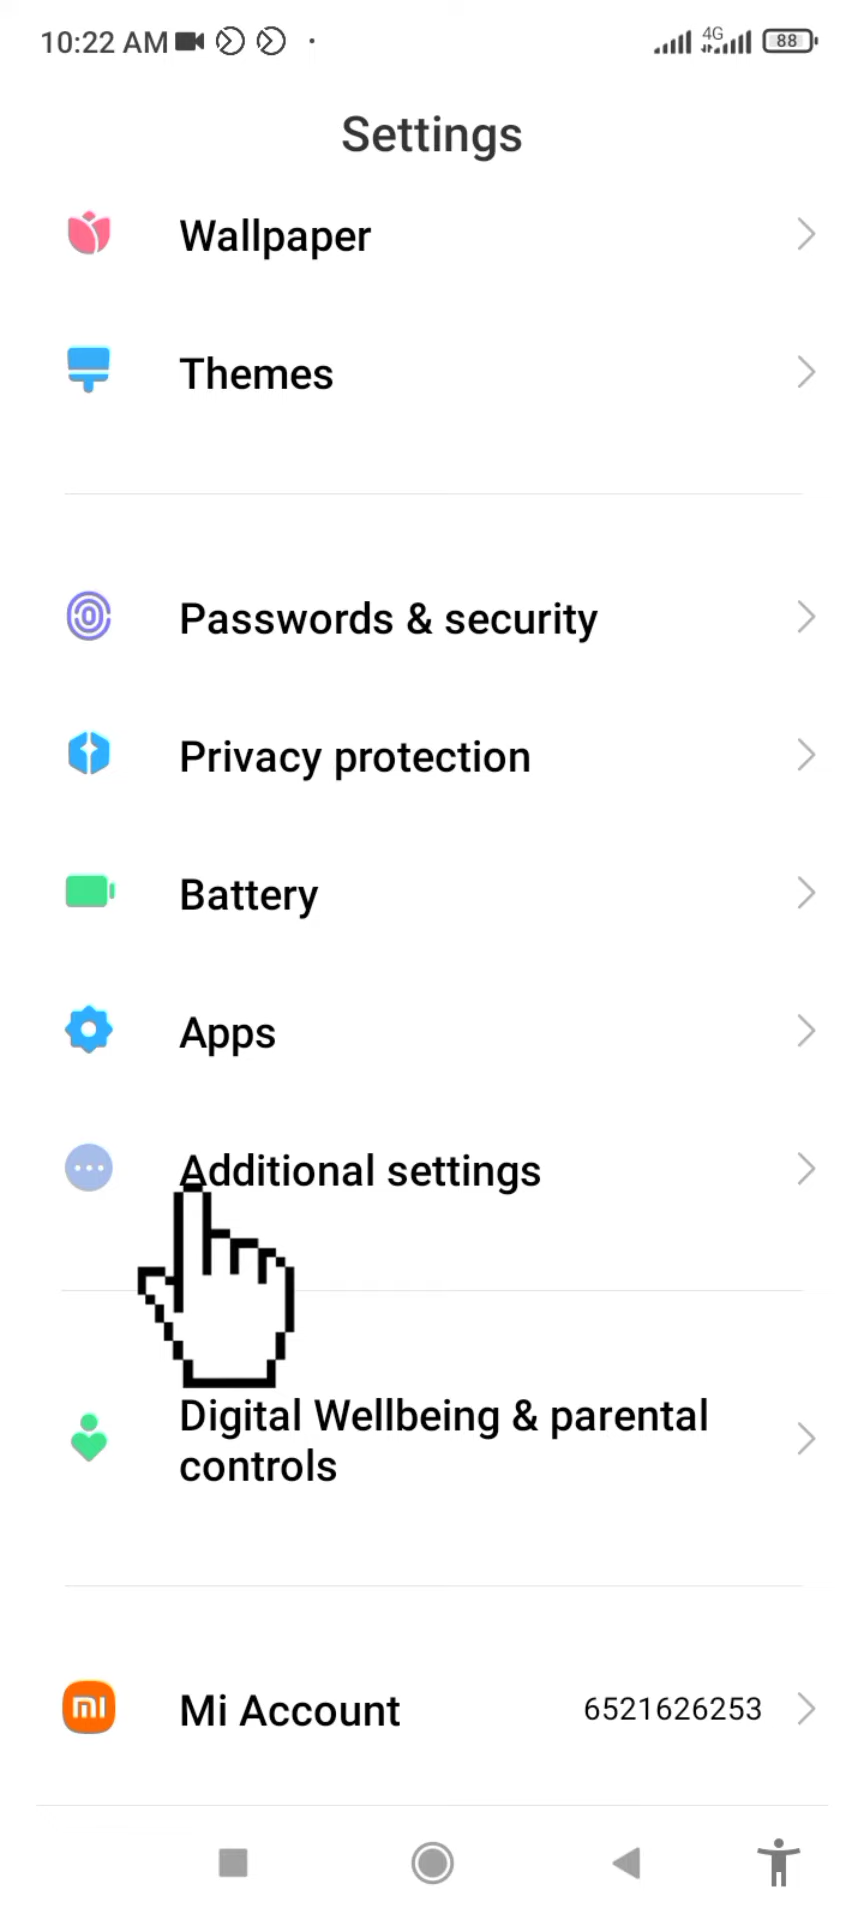 10:22 AM
4G
88
Settings
Wallpaper
Themes
Passwords & security
Privacy protection
Battery
Apps
Additional settings
Digital Wellbeing & parental
controls
mi
Mi Account 6521626253